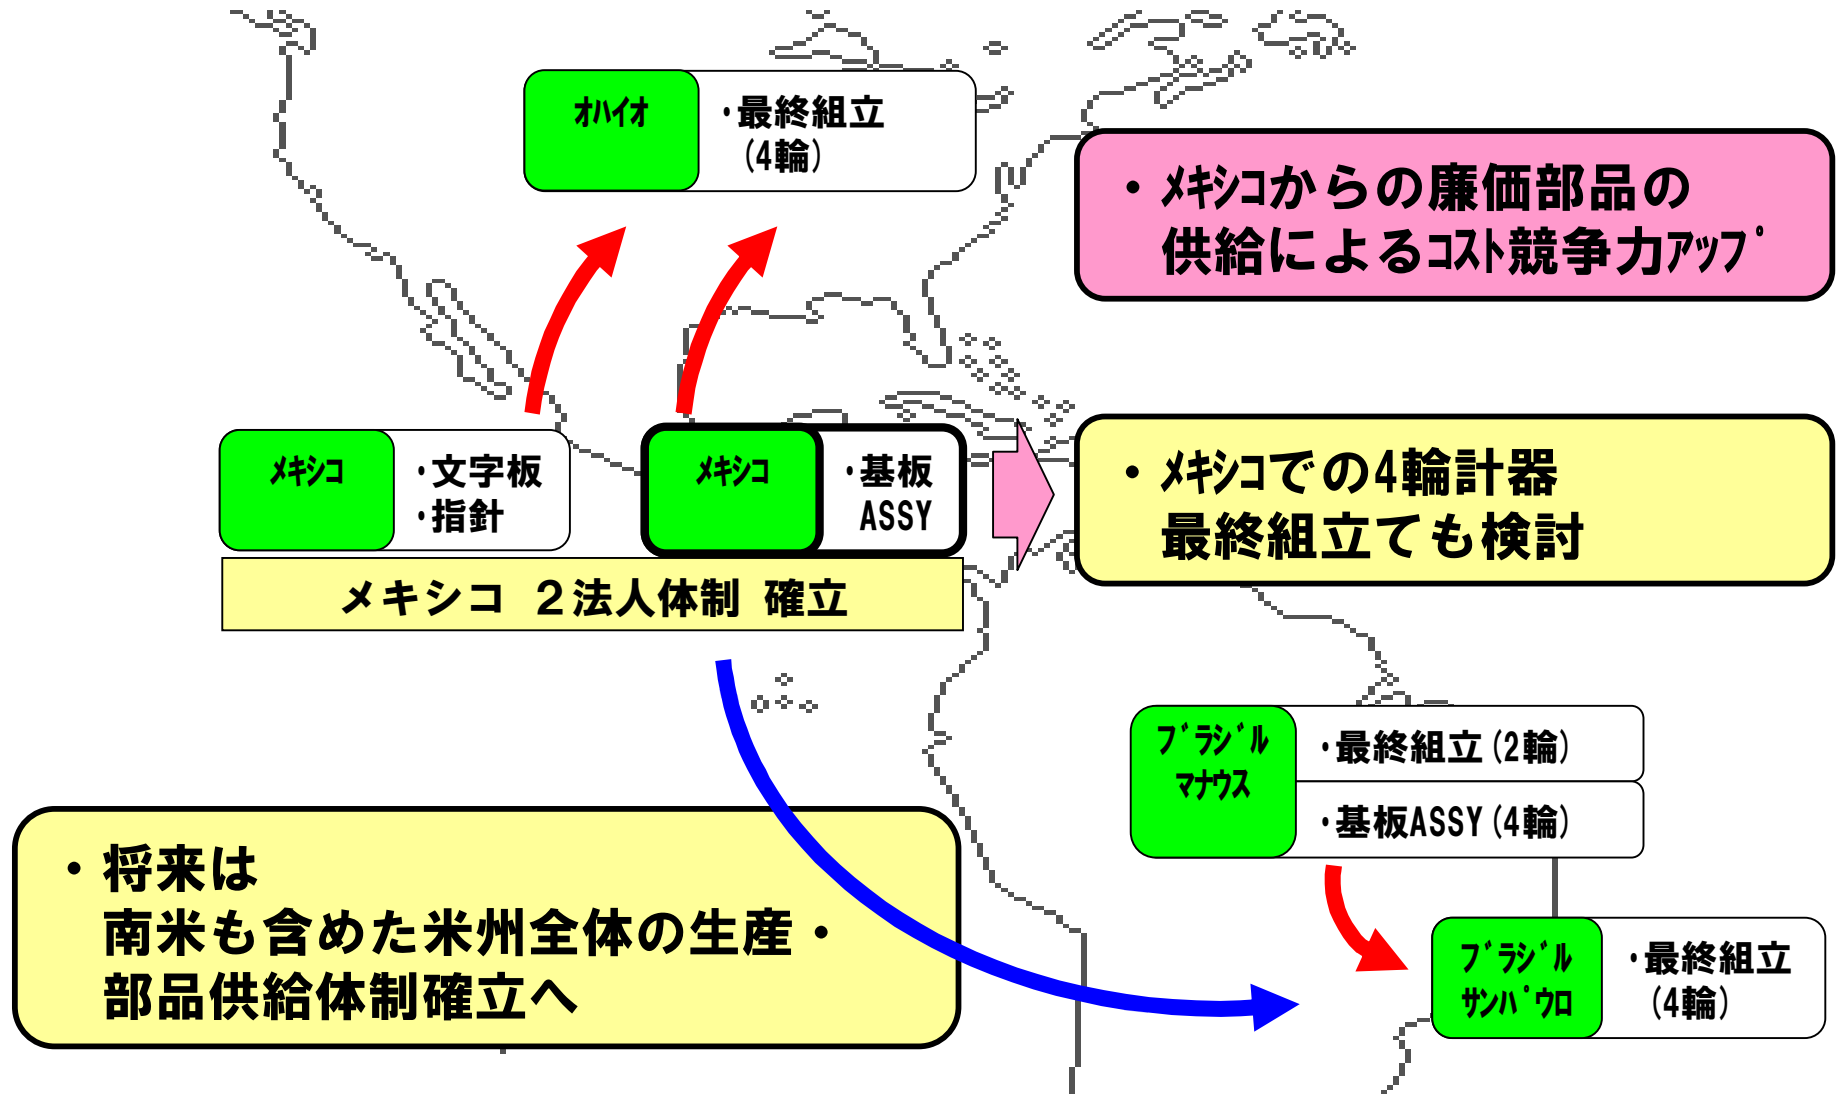 ｵﾊｲｵ
・最終組立
(4輪)
・ﾒｷｼｺからの廉価部品の
供給によるｺｽﾄ競争力ｱｯﾌﾟ
ﾒｷｼｺ
・文字板
・指針
ﾒｷｼｺ
・基板
ASSY
・ﾒｷｼｺでの4輪計器
最終組立ても検討
メキシコ ２法人体制 確立
ﾌﾞﾗｼﾞﾙ
ﾏﾅｳｽ
・最終組立(2輪)
・基板ASSY(4輪)
・将来は
南米も含めた米州全体の生産・
部品供給体制確立へ
ﾌﾞﾗｼﾞﾙ
ｻﾝﾊﾟｳﾛ
・最終組立
(4輪)